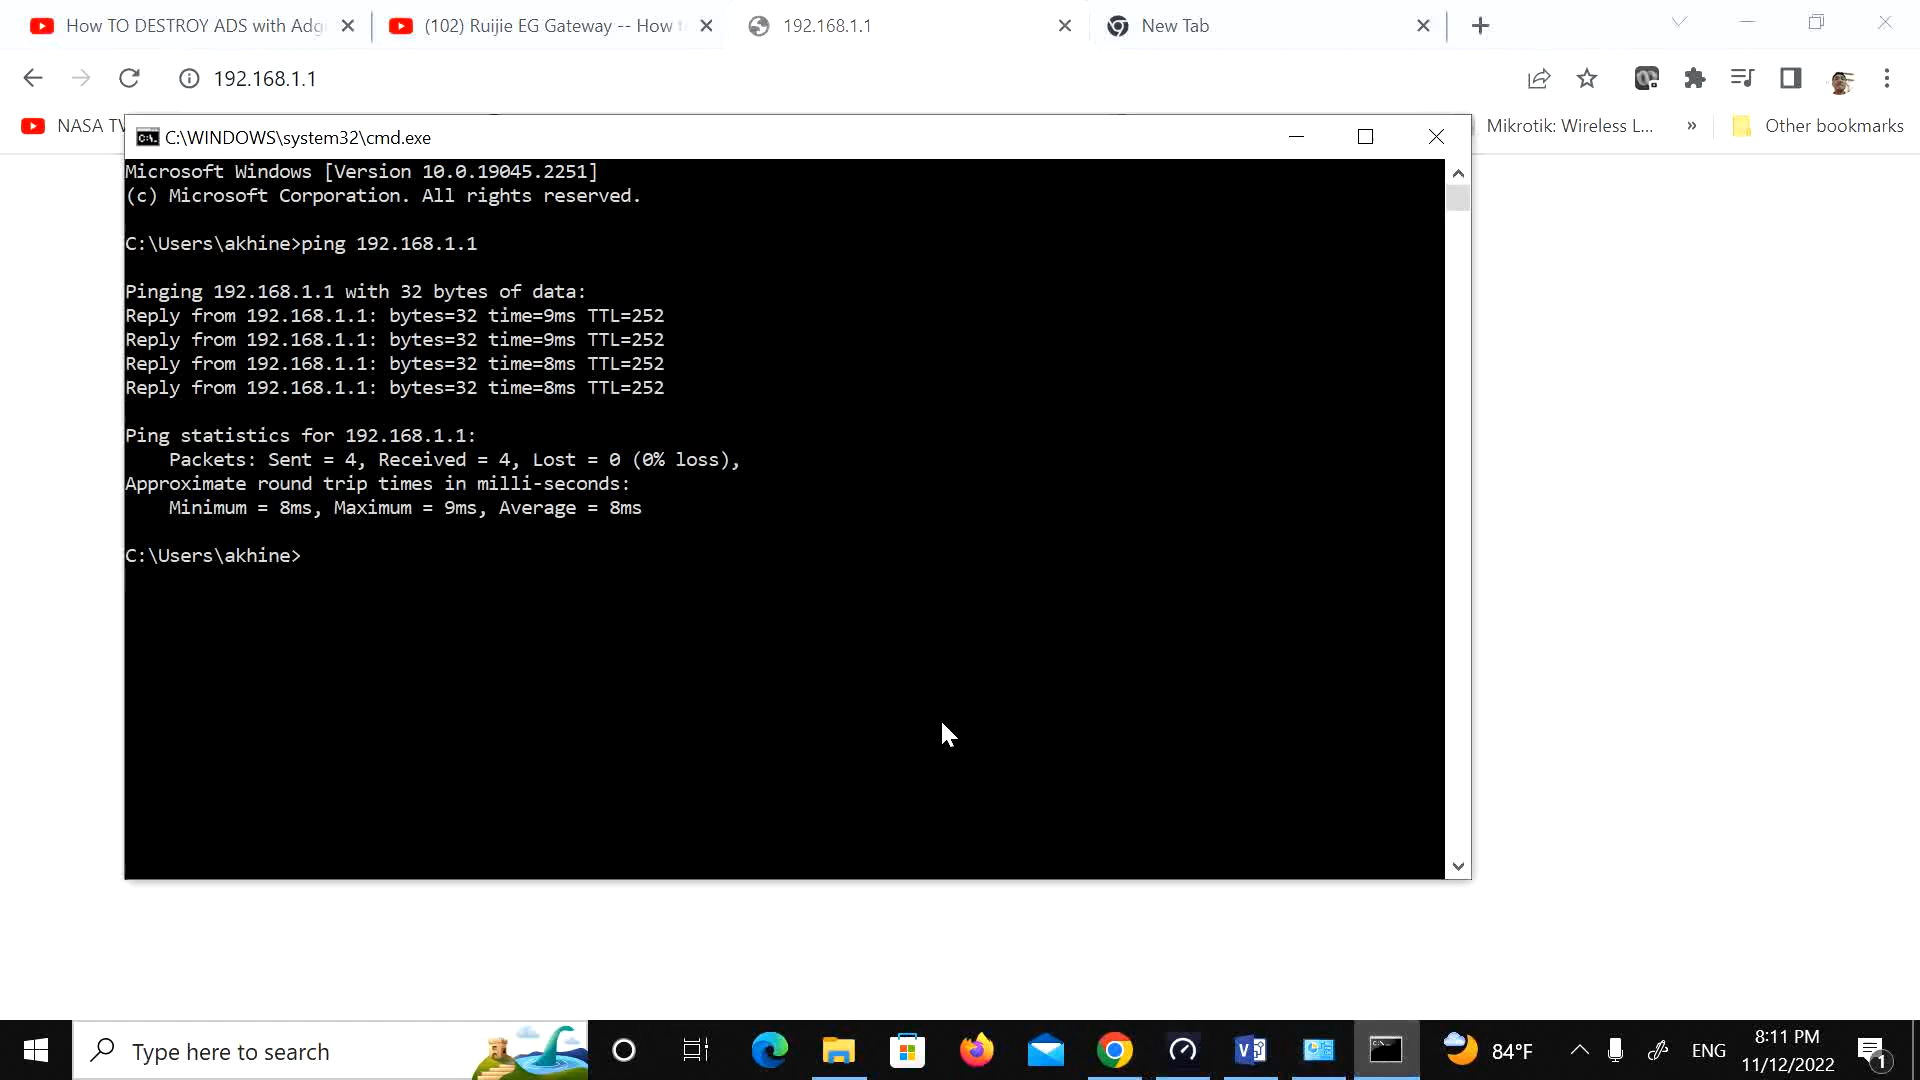 How TO DESTROY ADS with Adg
(102) Ruijie EG Gateway -- How t
192.168.1.1
New Tab
192.168.1.1
NASA TV
Mikrotik: Wireless L...
»
Other bookmarks
C:\WINDOWS\system32\cmd.exe
Microsoft Windows [Version 10.0.19045.2251]
(c) Microsoft Corporation. All rights reserved.
C:\Users\akhine>ping 192.168.1.1
Pinging 192.168.1.1 with 32 bytes of data:
Reply from 192.168.1.1: bytes=32 time=9ms TTL=252
Reply from 192.168.1.1: bytes=32 time=9ms TTL=252
Reply from 192.168.1.1: bytes=32 time=8ms TTL=252
Reply from 192.168.1.1: bytes=32 time=8ms TTL=252
Ping statistics for 192.168.1.1:
Packets: Sent = 4, Received = 4, Lost = 0 (0% loss),
Approximate round trip times in milli-seconds:
Minimum = 8ms, Maximum = 9ms, Average = 8ms
C:\Users\akhine>
Type here to search
84°F
ENG
8:11 PM
11/12/2022
1